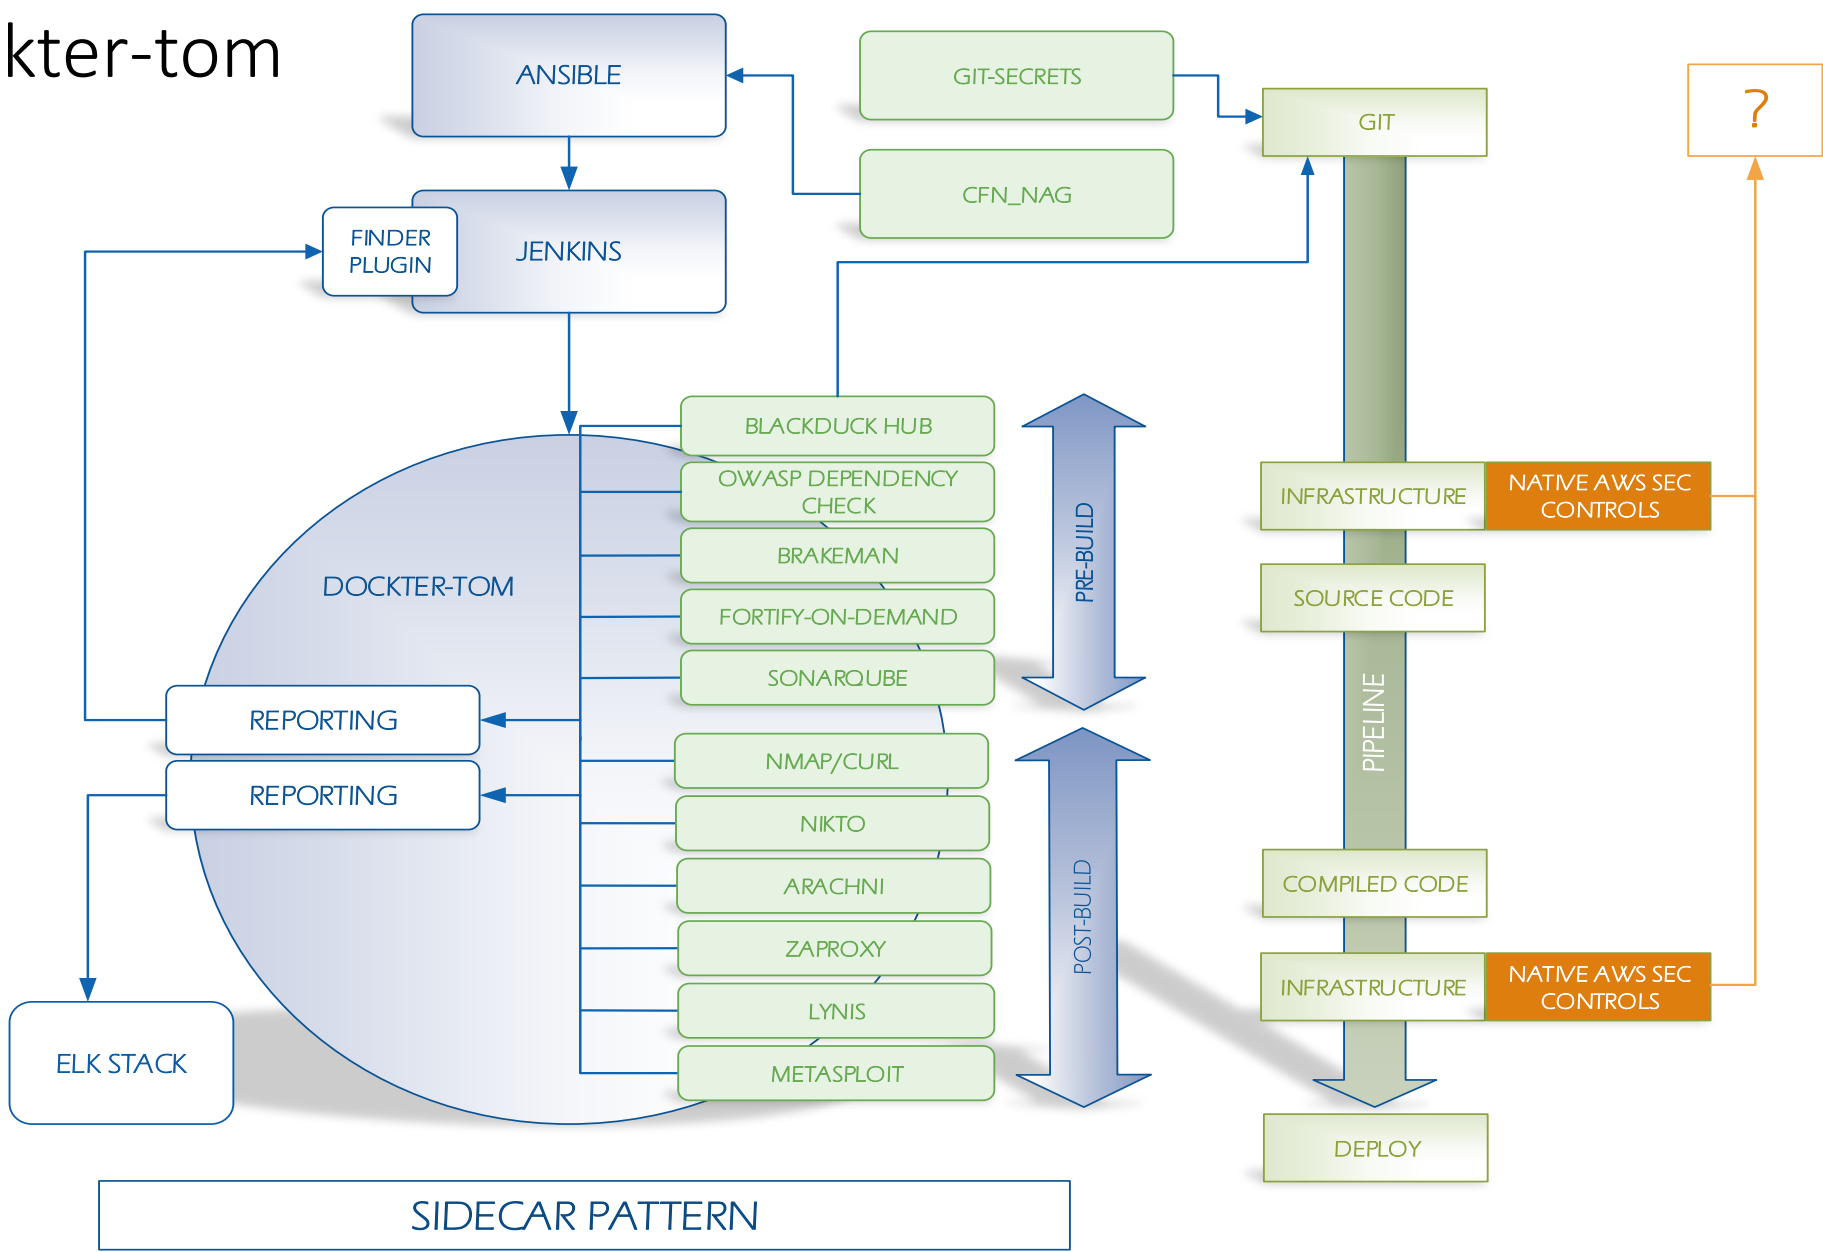 kter-tom
ANSIBLE
GIT-SECRETS
GIT
?
CFN_NAG
FINDER
PLUGIN
JENKINS
BLACKDUCK HUB
OWASP DEPENDENCY
CHECK
BRAKEMAN
FORTIFY-ON-DEMAND
SONARQUBE
PRE-BUILD
DOCKTER-TOM
REPORTING
REPORTING
NMAP/CURL
NIKTO
ARACHNI
ZAPROXY
LYNIS
METASPLOIT
POST-BUILD
ELK STACK
INFRASTRUCTURE
NATIVE AWS SEC
CONTROLS
SOURCE CODE
PIPELINE
COMPILED CODE
INFRASTRUCTURE
NATIVE AWS SEC
CONTROLS
DEPLOY
SIDECAR PATTERN